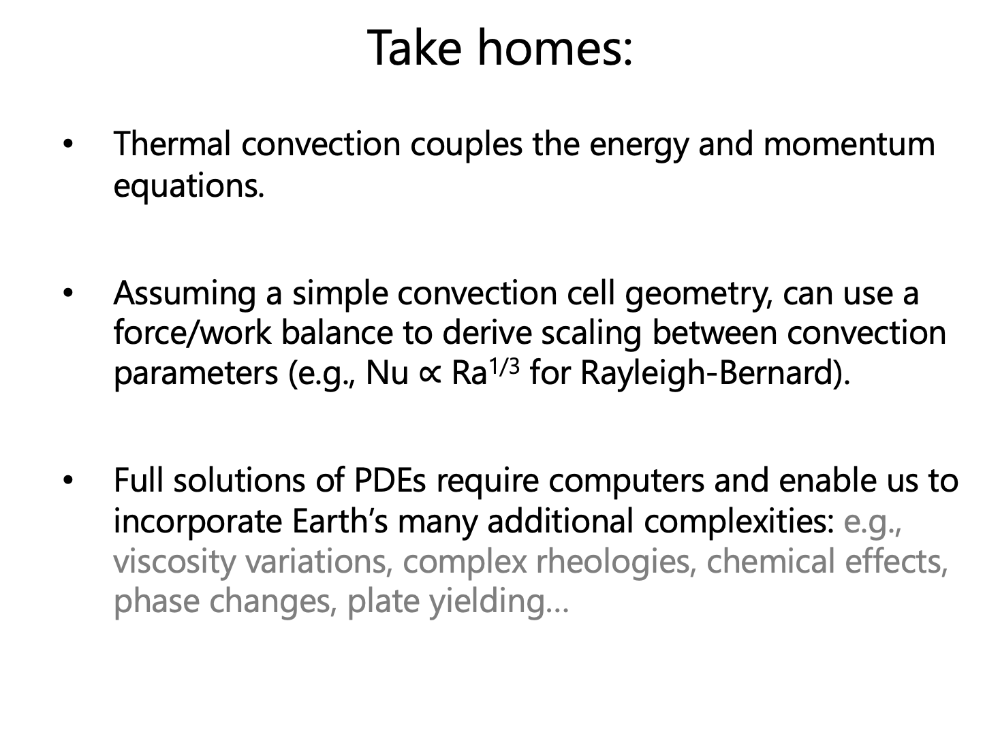 Take homes:
• Thermal convection couples the energy and momentum
equations.
• Assuming a simple convection cell geometry, can use a
force/work balance to derive scaling between convection
parameters (e.g., Nu ∝ Ra^1/3 for Rayleigh-Bernard).
• Full solutions of PDEs require computers and enable us to
incorporate Earth’s many additional complexities: e.g.,
viscosity variations, complex rheologies, chemical effects,
phase changes, plate yielding…